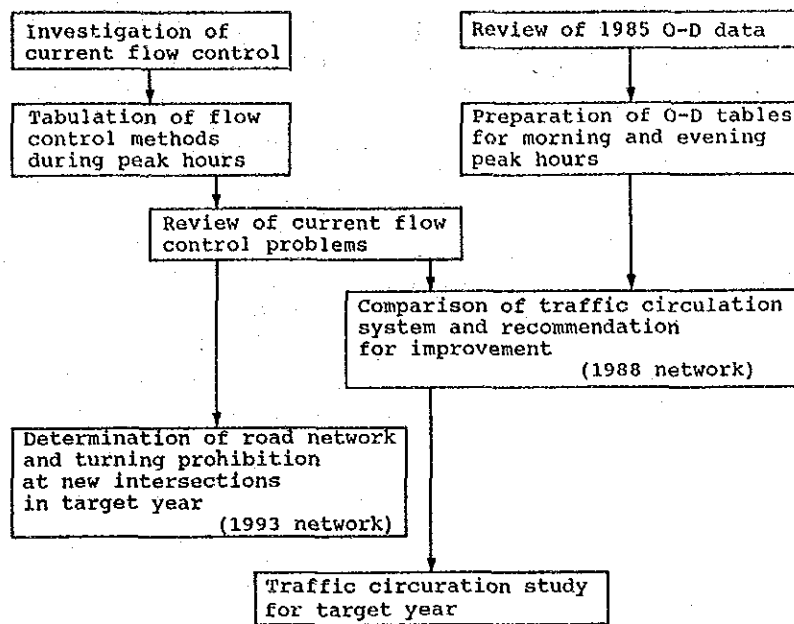 Investigation of
current flow control
Review of 1985 O-D data
Tabulation of flow
control methods
during peak hours
Preparation of O-D tables
for morning and evening
peak hours
Review of current flow
control problems
Comparison of traffic circulation
system and recommendation
for improvement
(1988 network)
Determination of road network
and turning prohibition
at new intersections
in target year
(1993 network)
Traffic circuration study
for target year